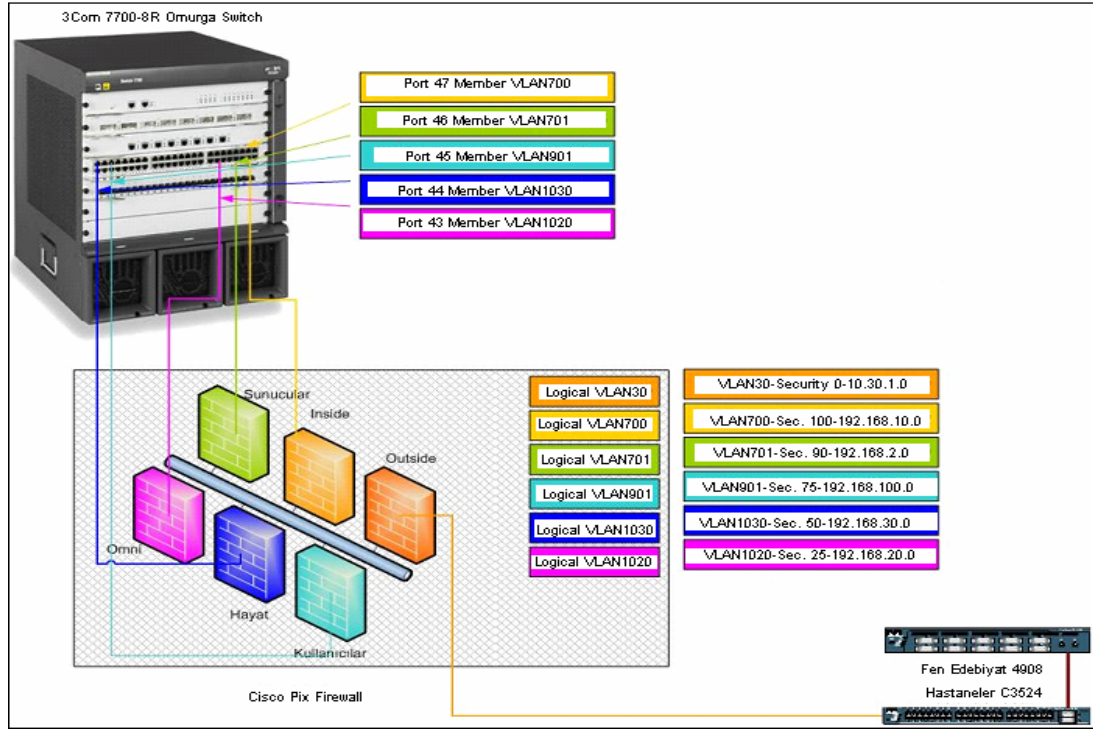 3Com 7700-8R Omurga Switch
Port 47 Member VLAN700
Port 46 Member VLAN701
Port 45 Member VLAN901
Port 44 Member VLAN1030
Port 43 Member VLAN1020
Sunucular
Inside
Outside
Omni
Hayat
Kullanıcılar
Logical VLAN30
Logical VLAN700
Logical VLAN701
Logical VLAN901
Logical VLAN1030
Logical VLAN1020
VLAN30-Security 0-10.30.1.0
VLAN700-Sec. 100-192.168.10.0
VLAN701-Sec. 90-192.168.2.0
VLAN901-Sec. 75-192.168.100.0
VLAN1030-Sec. 50-192.168.30.0
VLAN1020-Sec. 25-192.168.20.0
Cisco Pix Firewall
Fen Edebiyat 4908
Hastaneler C3524